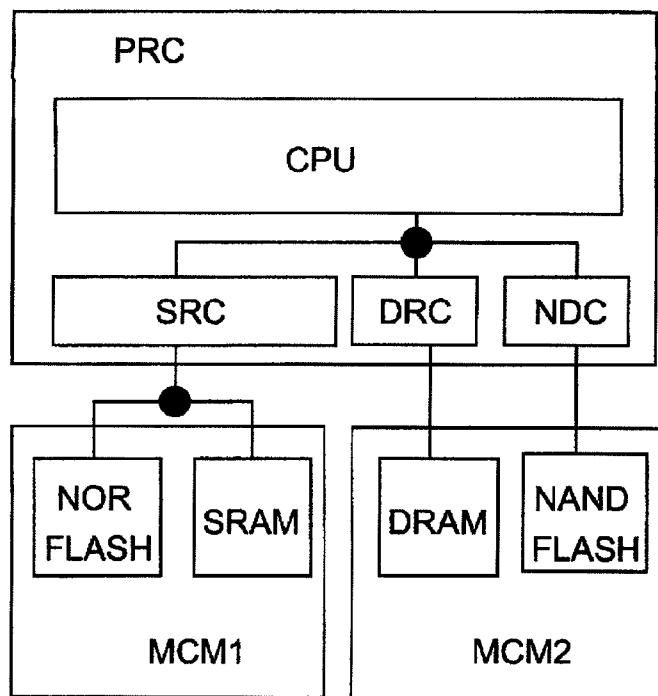 PRC
CPU
SRC
DRC
NDC
NOR
FLASH
SRAM
DRAM
NAND
FLASH
MCM1
MCM2